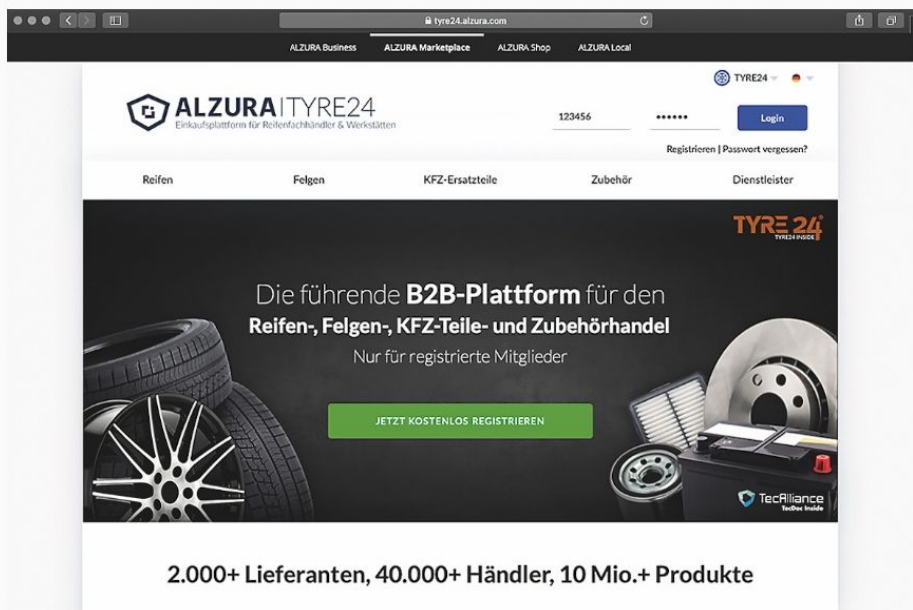 tyre24.alzura.com
ALZURA Business ALZURA Marketplace ALZURA Shop ALZURA Local
TYRE24
ALZURA|TYRE24
Einkaufsplattform für Reifenfachhändler & Werkstätten
123456 •••••• Login
Registrieren | Passwort vergessen?
Reifen Felgen KFZ-Ersatzteile Zubehör Dienstleister
TYRE 24
TYRE24 INSIDE
Die führende B2B-Plattform für den
Reifen-, Felgen-, KFZ-Teile- und Zubehörhandel
Nur für registrierte Mitglieder
JETZT KOSTENLOS REGISTRIEREN
TecAlliance
TecDoc Inside
2.000+ Lieferanten, 40.000+ Händler, 10 Mio.+ Produkte